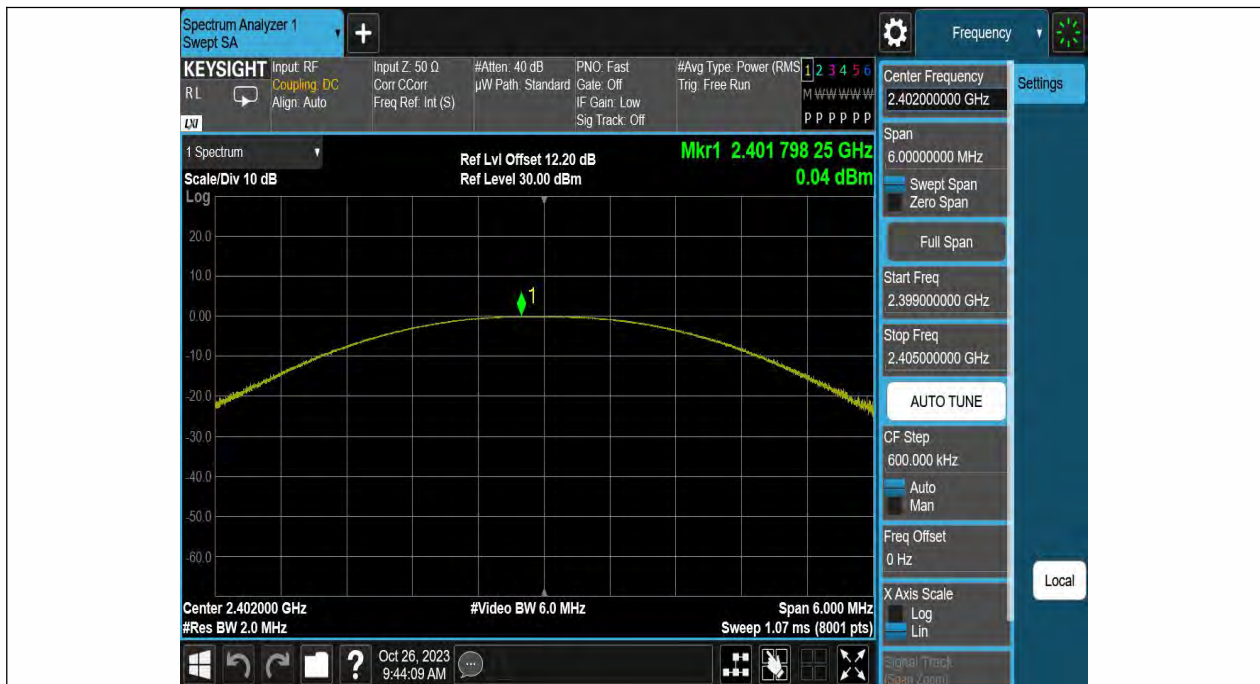 Spectrum Analyzer 1
Swept SA
+
Frequency
KEYSIGHT
R L
LXI
Input: RF
Coupling: DC
Align: Auto
Input Z: 50 Ω
Corr CCorr
Freq Ref: Int (S)
#Atten: 40 dB
µW Path: Standard
PNO: Fast
Gate: Off
IF Gain: Low
Sig Track: Off
#Avg Type: Power (RMS
Trig: Free Run
1 2 3 4 5 6
M W W W W W
P P P P P P
1 Spectrum
Scale/Div 10 dB
Log
Ref Lvl Offset 12.20 dB
Ref Level 30.00 dBm
Mkr1 2.401 798 25 GHz
0.04 dBm
20.0
10.0
0.00
-10.0
-20.0
-30.0
-40.0
-50.0
-60.0
1
Center 2.402000 GHz
#Res BW 2.0 MHz
#Video BW 6.0 MHz
Span 6.000 MHz
Sweep 1.07 ms (8001 pts)
Center Frequency
2.402000000 GHz
Settings
Span
6.00000000 MHz
Swept Span
Zero Span
Full Span
Start Freq
2.399000000 GHz
Stop Freq
2.405000000 GHz
AUTO TUNE
CF Step
600.000 kHz
Auto
Man
Freq Offset
0 Hz
X Axis Scale
Log
Lin
Signal Track
(Span Zoom)
Local
?
Oct 26, 2023
9:44:09 AM